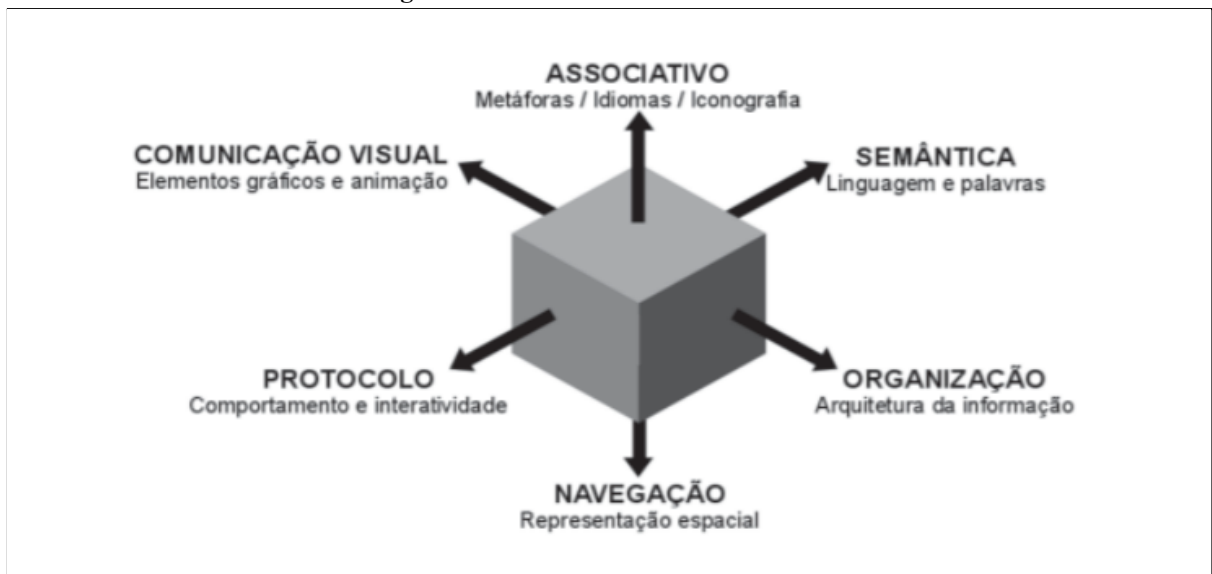 ASSOCIATIVO
Metáforas / Idiomas / Iconografia
COMUNICAÇÃO VISUAL
Elementos gráficos e animação
SEMÂNTICA
Linguagem e palavras
PROTOCOLO
Comportamento e interatividade
ORGANIZAÇÃO
Arquitetura da informação
NAVEGAÇÃO
Representação espacial